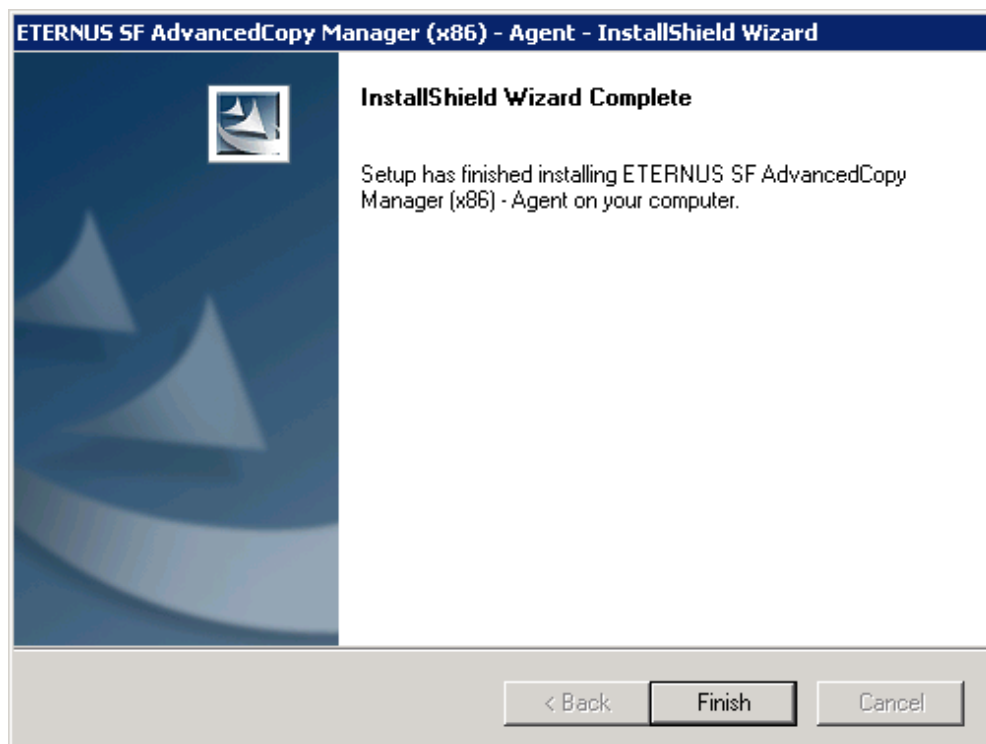 ETERNUS SF AdvancedCopy Manager (x86) - Agent - InstallShield Wizard
InstallShield Wizard Complete
Setup has finished installing ETERNUS SF AdvancedCopy
Manager (x86) - Agent on your computer.
< Back
Finish
Cancel